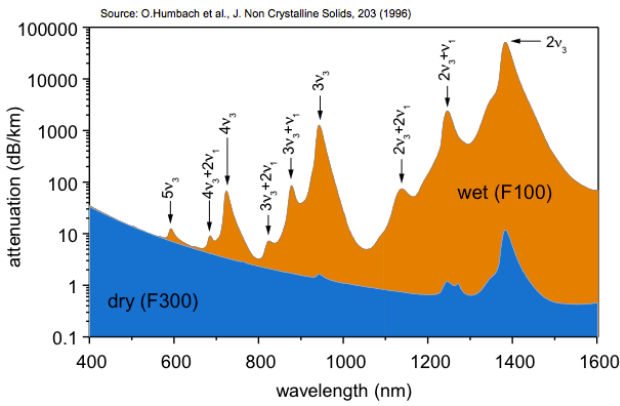 Source: O.Humbach et al., J. Non Crystalline Solids, 203 (1996)
100000
10000
1000
100
10
1
0.1
attenuation (dB/km)
5ν₃
4ν₃+2ν₁
4ν₃
3ν₃+2ν₁
3ν₃+ν₁
3ν₃
2ν₃+2ν₁
2ν₃+ν₁
2ν₃
wet (F100)
dry (F300)
400 600 800 1000 1200 1400 1600
wavelength (nm)